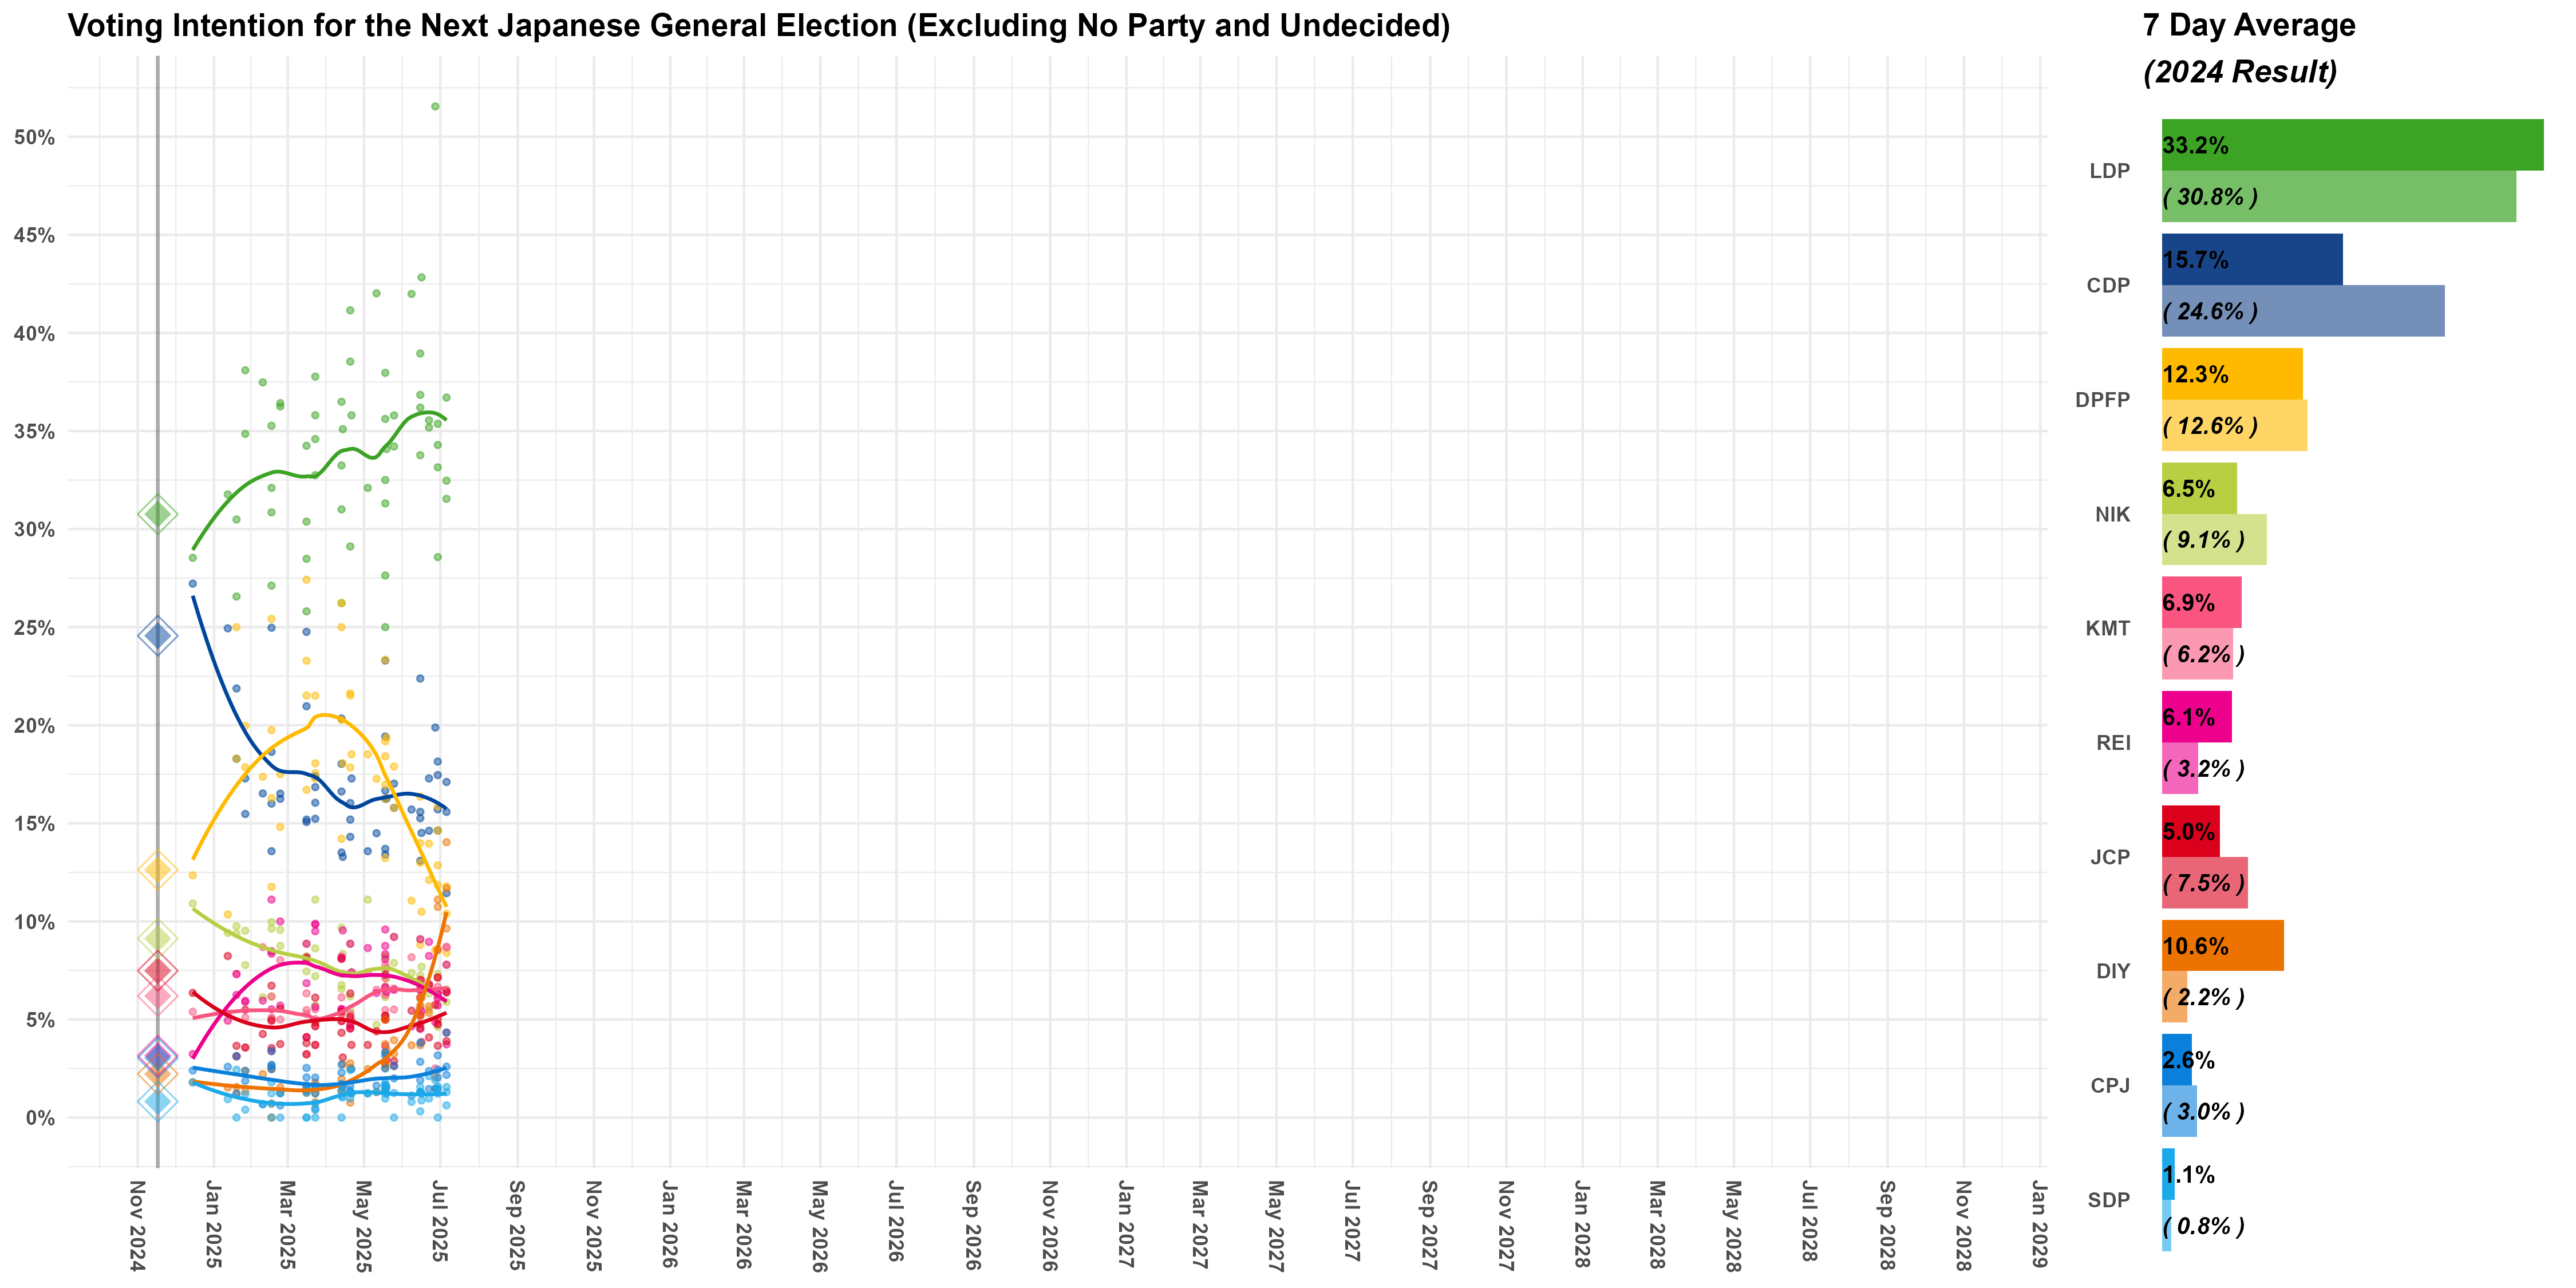 Voting Intention for the Next Japanese General Election (Excluding No Party and Undecided)
50%
45%
40%
35%
30%
25%
20%
15%
10%
5%
0%
Nov 2024
Jan 2025
Mar 2025
May 2025
Jul 2025
Sep 2025
Nov 2025
Jan 2026
Mar 2026
May 2026
Jul 2026
Sep 2026
Nov 2026
Jan 2027
Mar 2027
May 2027
Jul 2027
Sep 2027
Nov 2027
Jan 2028
Mar 2028
May 2028
Jul 2028
Sep 2028
Nov 2028
Jan 2029
7 Day Average
(2024 Result)
LDP
33.2%
( 30.8% )
CDP
15.7%
( 24.6% )
DPFP
12.3%
( 12.6% )
NIK
6.5%
( 9.1% )
KMT
6.9%
( 6.2% )
REI
6.1%
( 3.2% )
JCP
5.0%
( 7.5% )
DIY
10.6%
( 2.2% )
CPJ
2.6%
( 3.0% )
SDP
1.1%
( 0.8% )